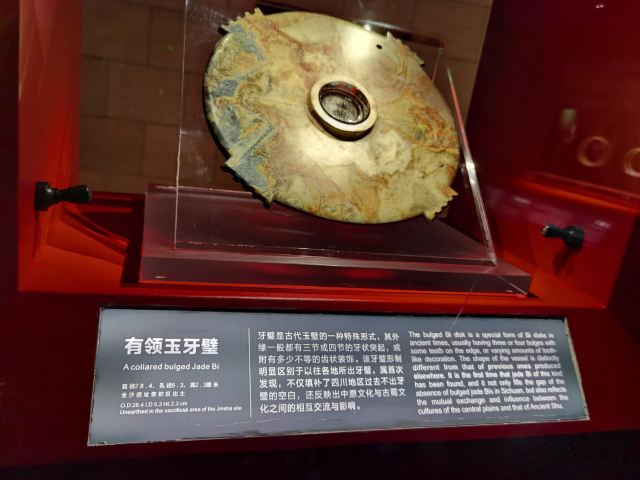 有领玉牙璧
A collared bulged Jade Bi
直径28.4，孔径5.3，高2.3厘米
金沙遗址祭祀区出土
O.D 28.4 I.D 5.3 Ht.2.3 cm
Unearthed in the sacrificial area of the Jinsha site
牙璧是古代玉璧的一种特殊形式，其外
缘一般都有三节或四节的牙状突起，或
附有多少不等的齿状装饰。该牙璧形制
明显区别于以往各地所出牙璧，属首次
发现，不仅填补了四川地区过去不出牙
璧的空白，还反映出中原文化与古蜀文
化之间的相互交流与影响。
The bulged Bi disk is a special form of Bi disks in
ancient times, usually having three or four bulges with
some teeth on the edge, or varying amounts of tooth-
like decoration. The shape of the vessel is distinctly
different from that of previous ones produced
elsewhere. It is the first time that jade Bi of this kind
has been found, and it not only fills the gap of the
absence of bulged jade Bis in Sichuan, but also reflects
the mutual exchange and influence between the
cultures of the central plains and that of Ancient Shu.